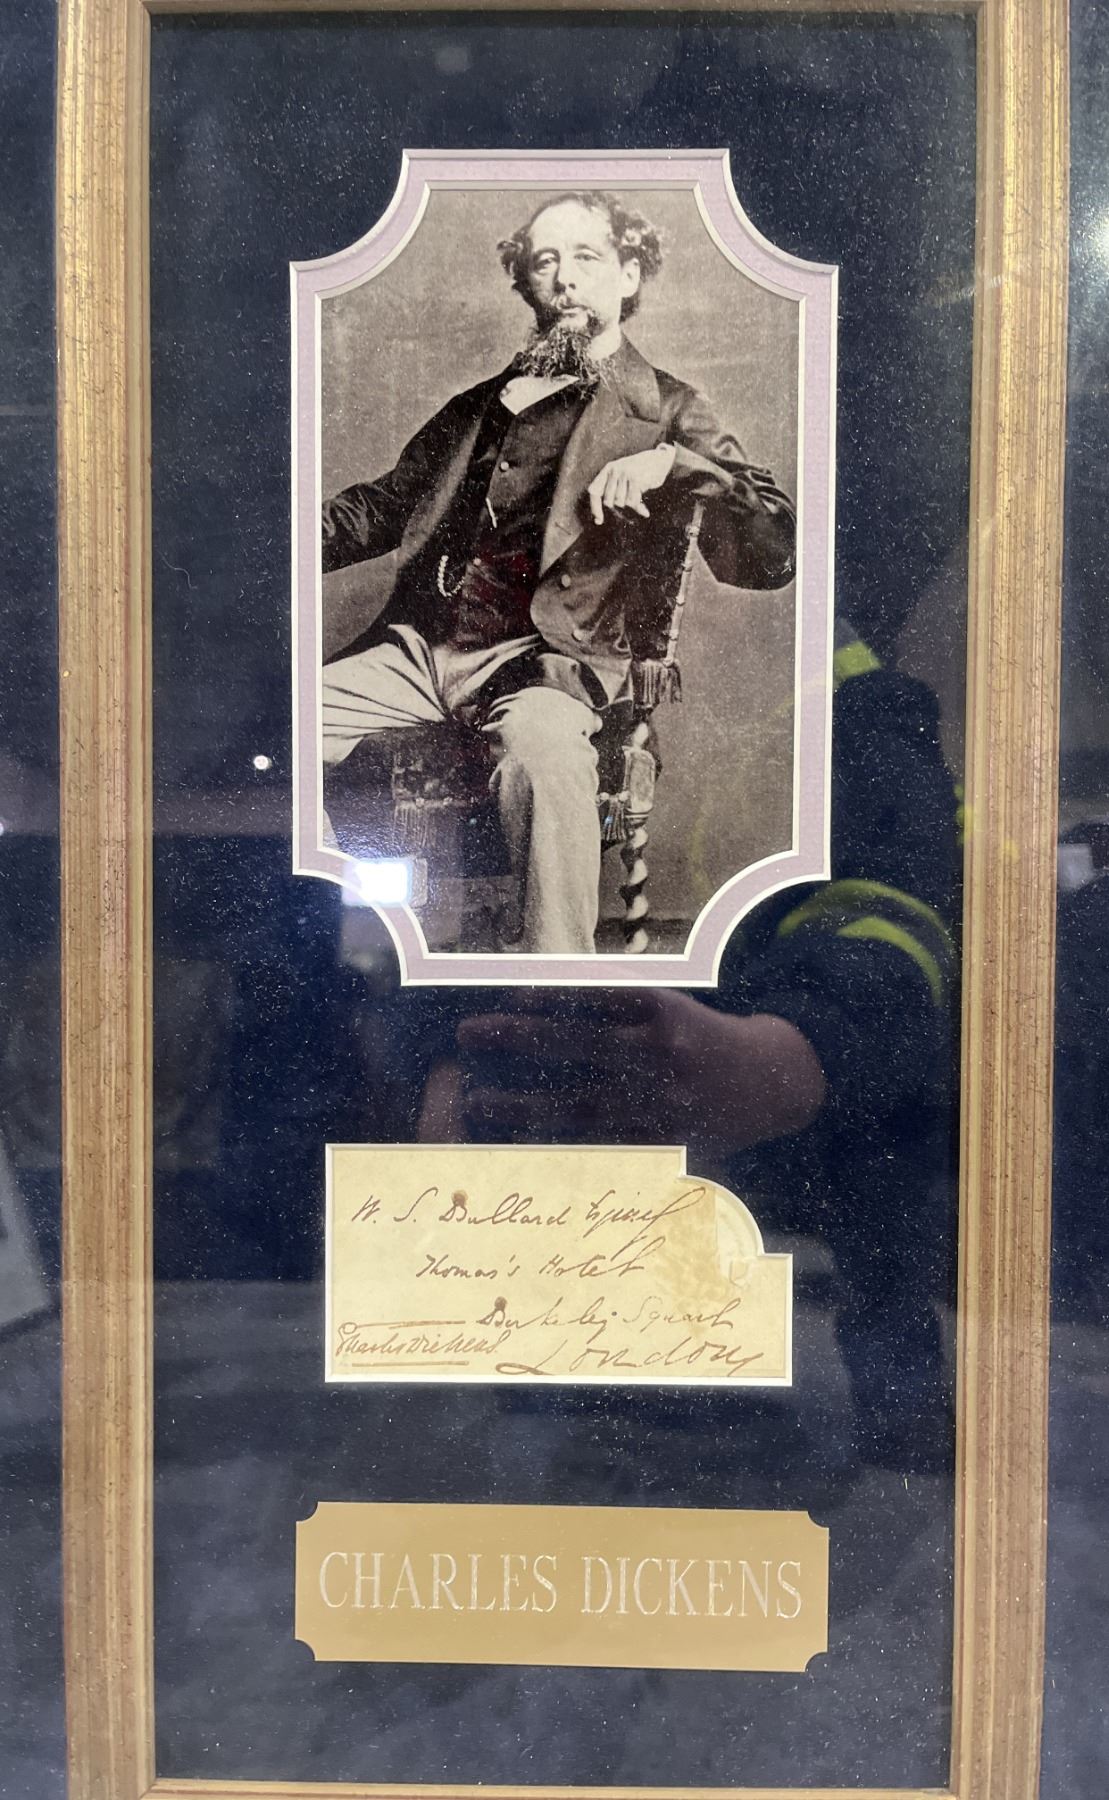 W. S. Bullard Esquire
Thomas's Hotel
Berkeley Square
Charles Dickens
London
CHARLES DICKENS